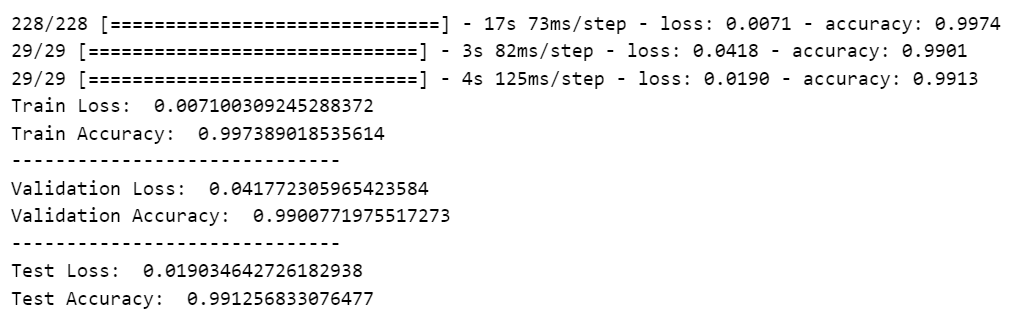 228/228 [==============================] - 17s 73ms/step - loss: 0.0071 - accuracy: 0.9974
29/29 [==============================] - 3s 82ms/step - loss: 0.0418 - accuracy: 0.9901
29/29 [==============================] - 4s 125ms/step - loss: 0.0190 - accuracy: 0.9913
Train Loss:  0.007100309245288372
Train Accuracy:  0.997389018535614
------------------------------
Validation Loss:  0.041772305965423584
Validation Accuracy:  0.9900771975517273
------------------------------
Test Loss:  0.019034642726182938
Test Accuracy:  0.991256833076477